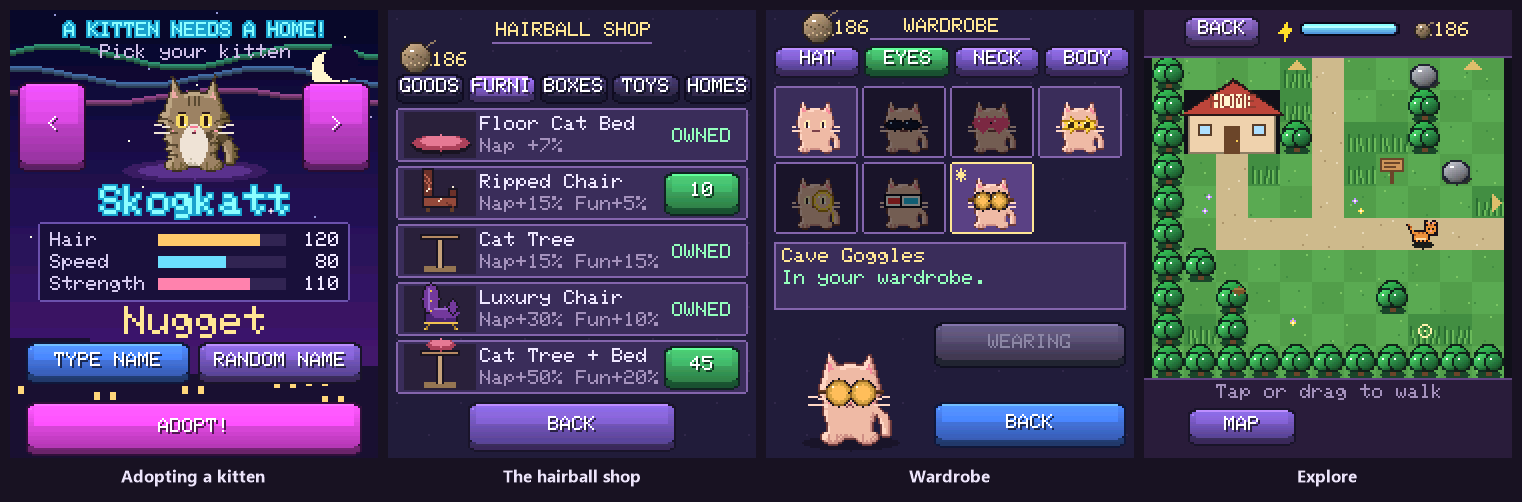 A KITTEN NEEDS A HOME!
Pick your kitten
<
>
Skogkatt
Hair 120
Speed 80
Strength 110
Nugget
TYPE NAME
RANDOM NAME
ADOPT!
Adopting a kitten
HAIRBALL SHOP
186
GOODS FURNI BOXES TOYS HOMES
Floor Cat Bed
Nap +7%
OWNED
Ripped Chair
Nap+15% Fun+5%
10
Cat Tree
Nap+15% Fun+15%
OWNED
Luxury Chair
Nap+30% Fun+10%
OWNED
Cat Tree + Bed
Nap+50% Fun+20%
45
BACK
The hairball shop
186 WARDROBE
HAT EYES NECK BODY
Cave Goggles
In your wardrobe.
WEARING
BACK
Wardrobe
BACK
186
HOME
Tap or drag to walk
MAP
Explore